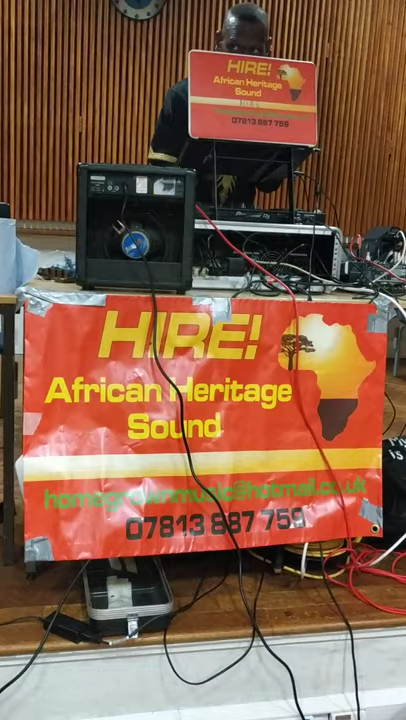 HIRE!
African Heritage
Sound
07813 887 759
HIRE!
African Heritage
Sound
homegrownmusic@hotmail.co.uk
07813 887 759